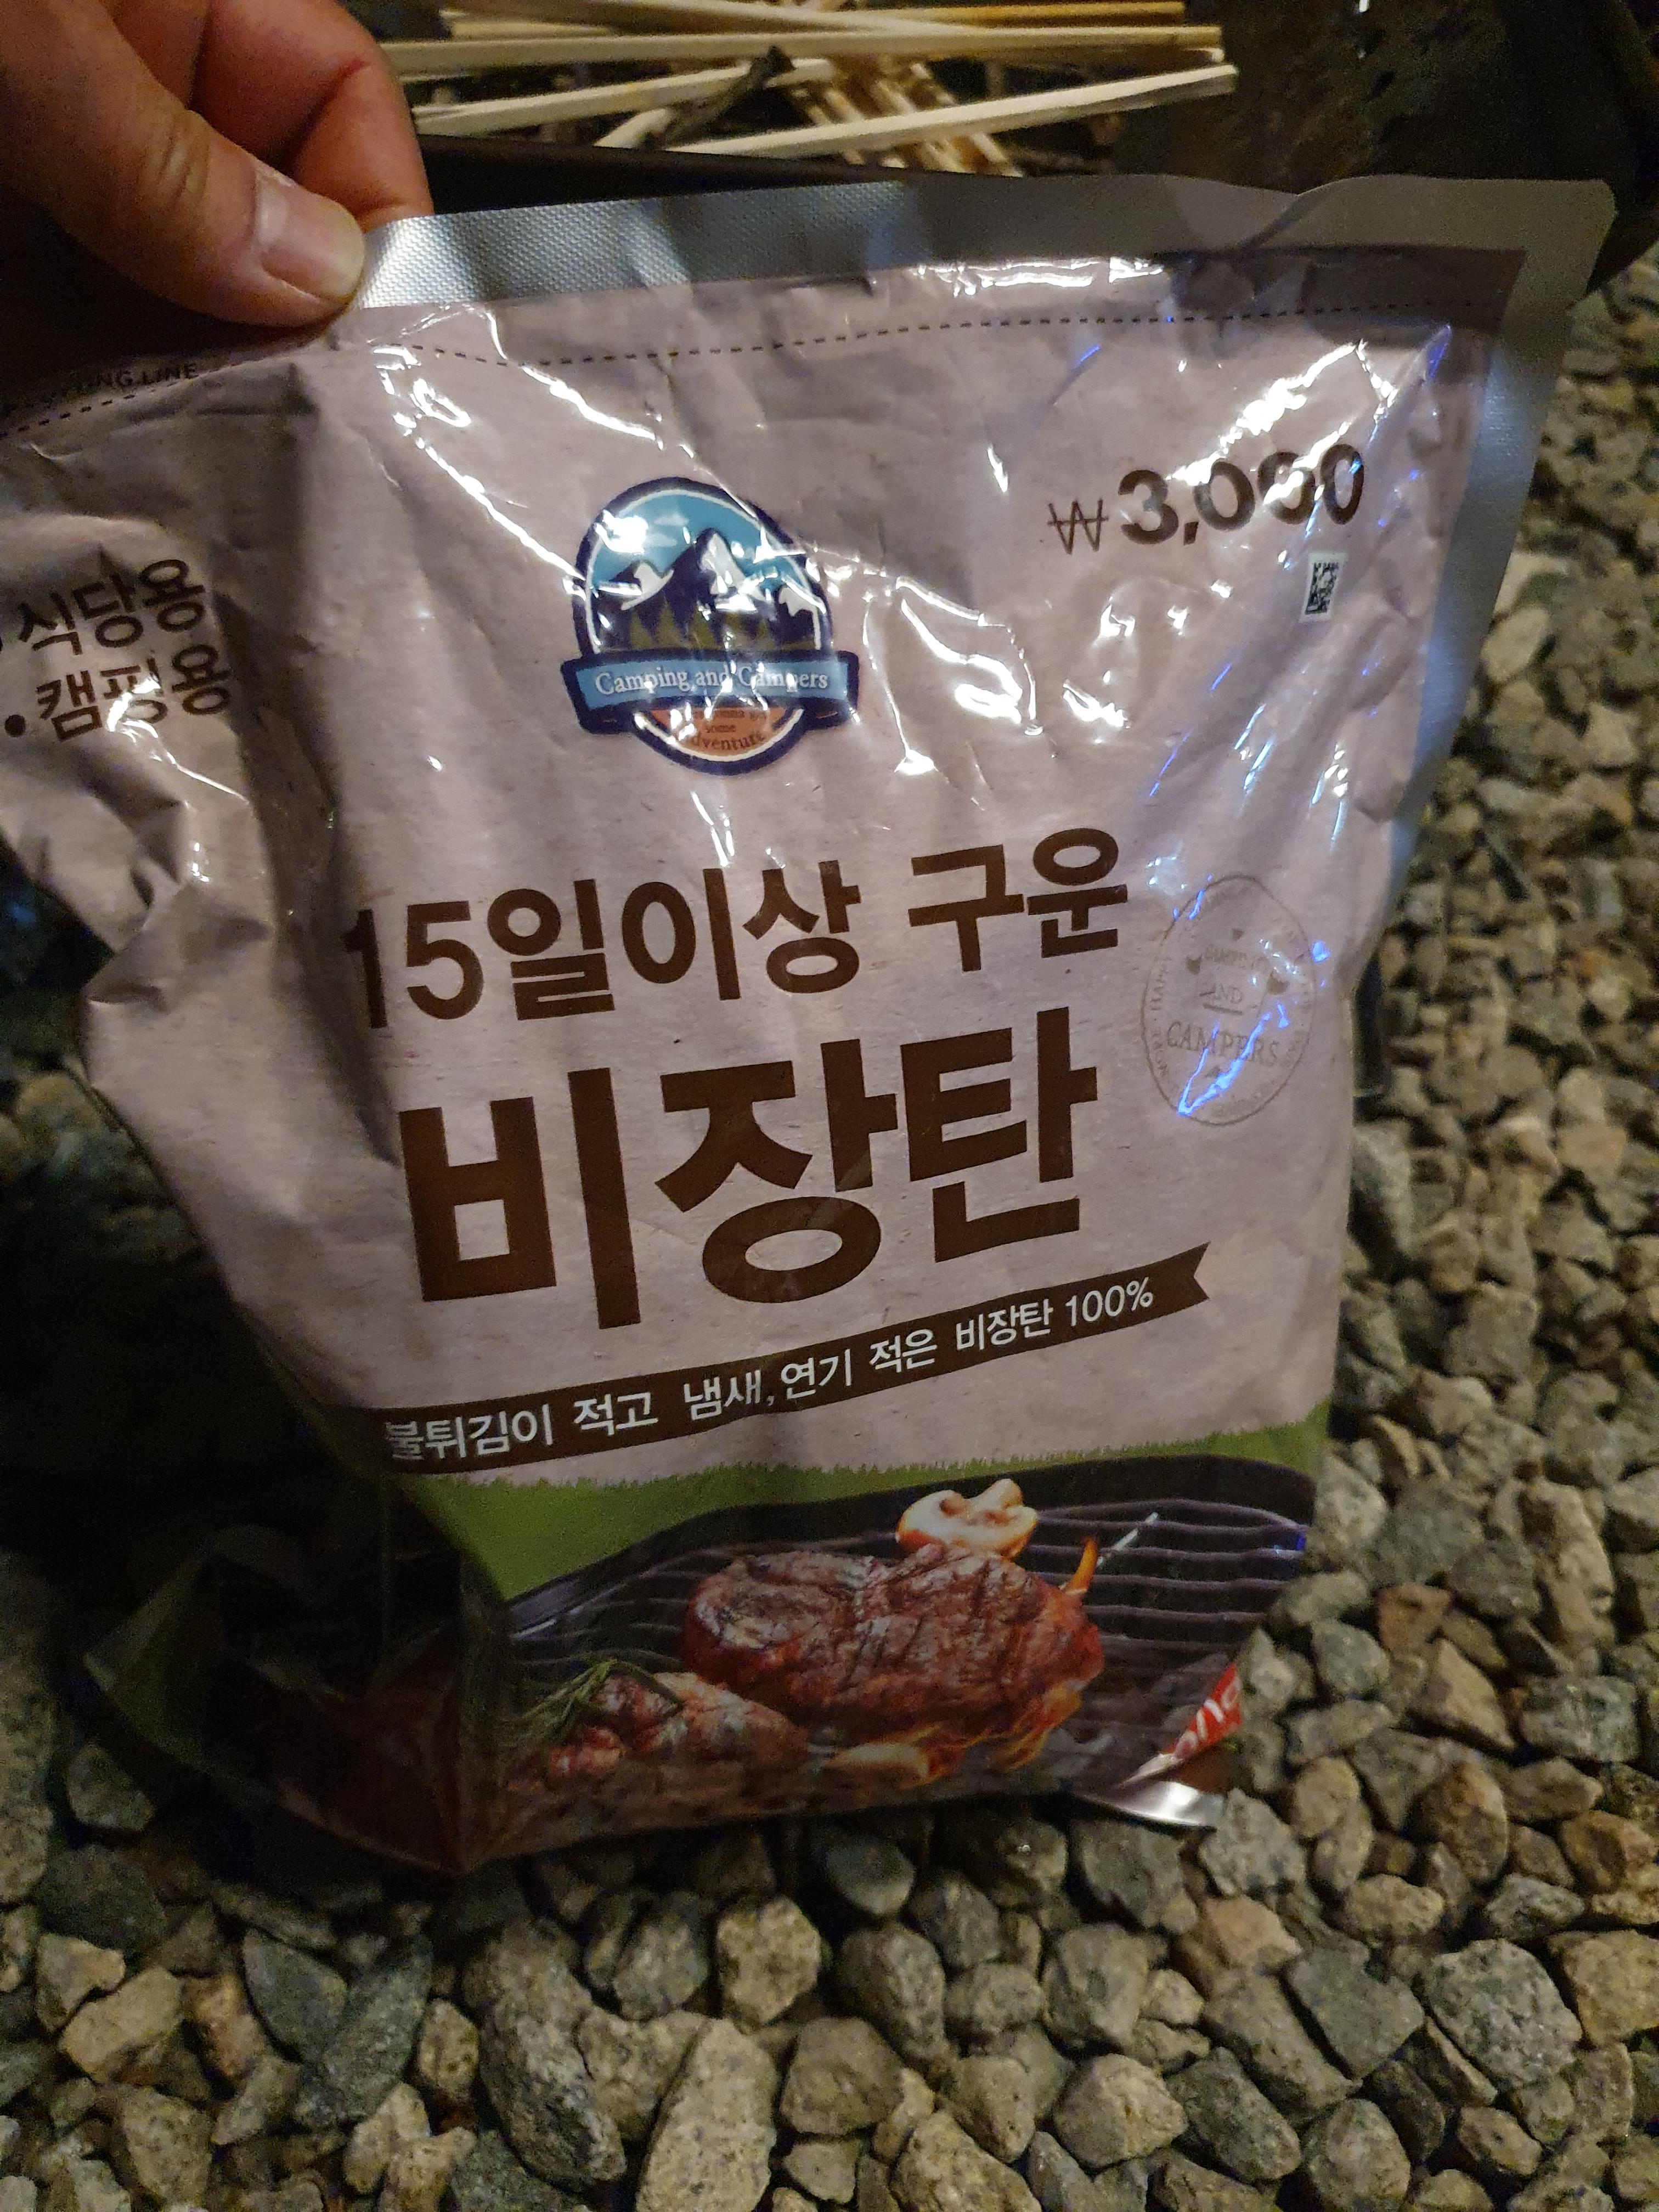 ₩3,000
식당용
• 캠핑용
Camping and Campers
some
adventure
15일이상 구운
비장탄
불튀김이 적고 냄새, 연기 적은 비장탄 100%
AND
CAMPERS